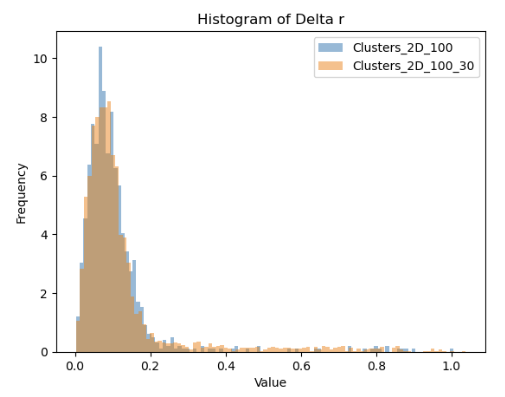 Histogram of Delta r
Clusters_2D_100
Clusters_2D_100_30
Frequency
10
8
6
4
2
0
0.0 0.2 0.4 0.6 0.8 1.0
Value